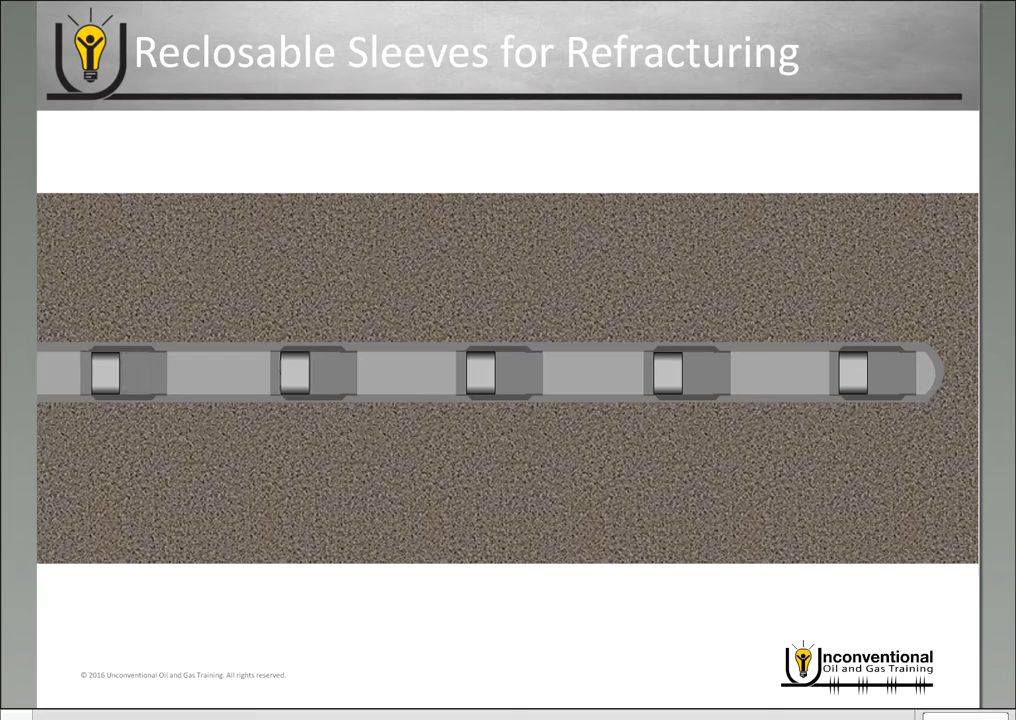 Reclosable Sleeves for Refracturing
© 2016 Unconventional Oil and Gas Training. All rights reserved.
Unconventional
Oil and Gas Training